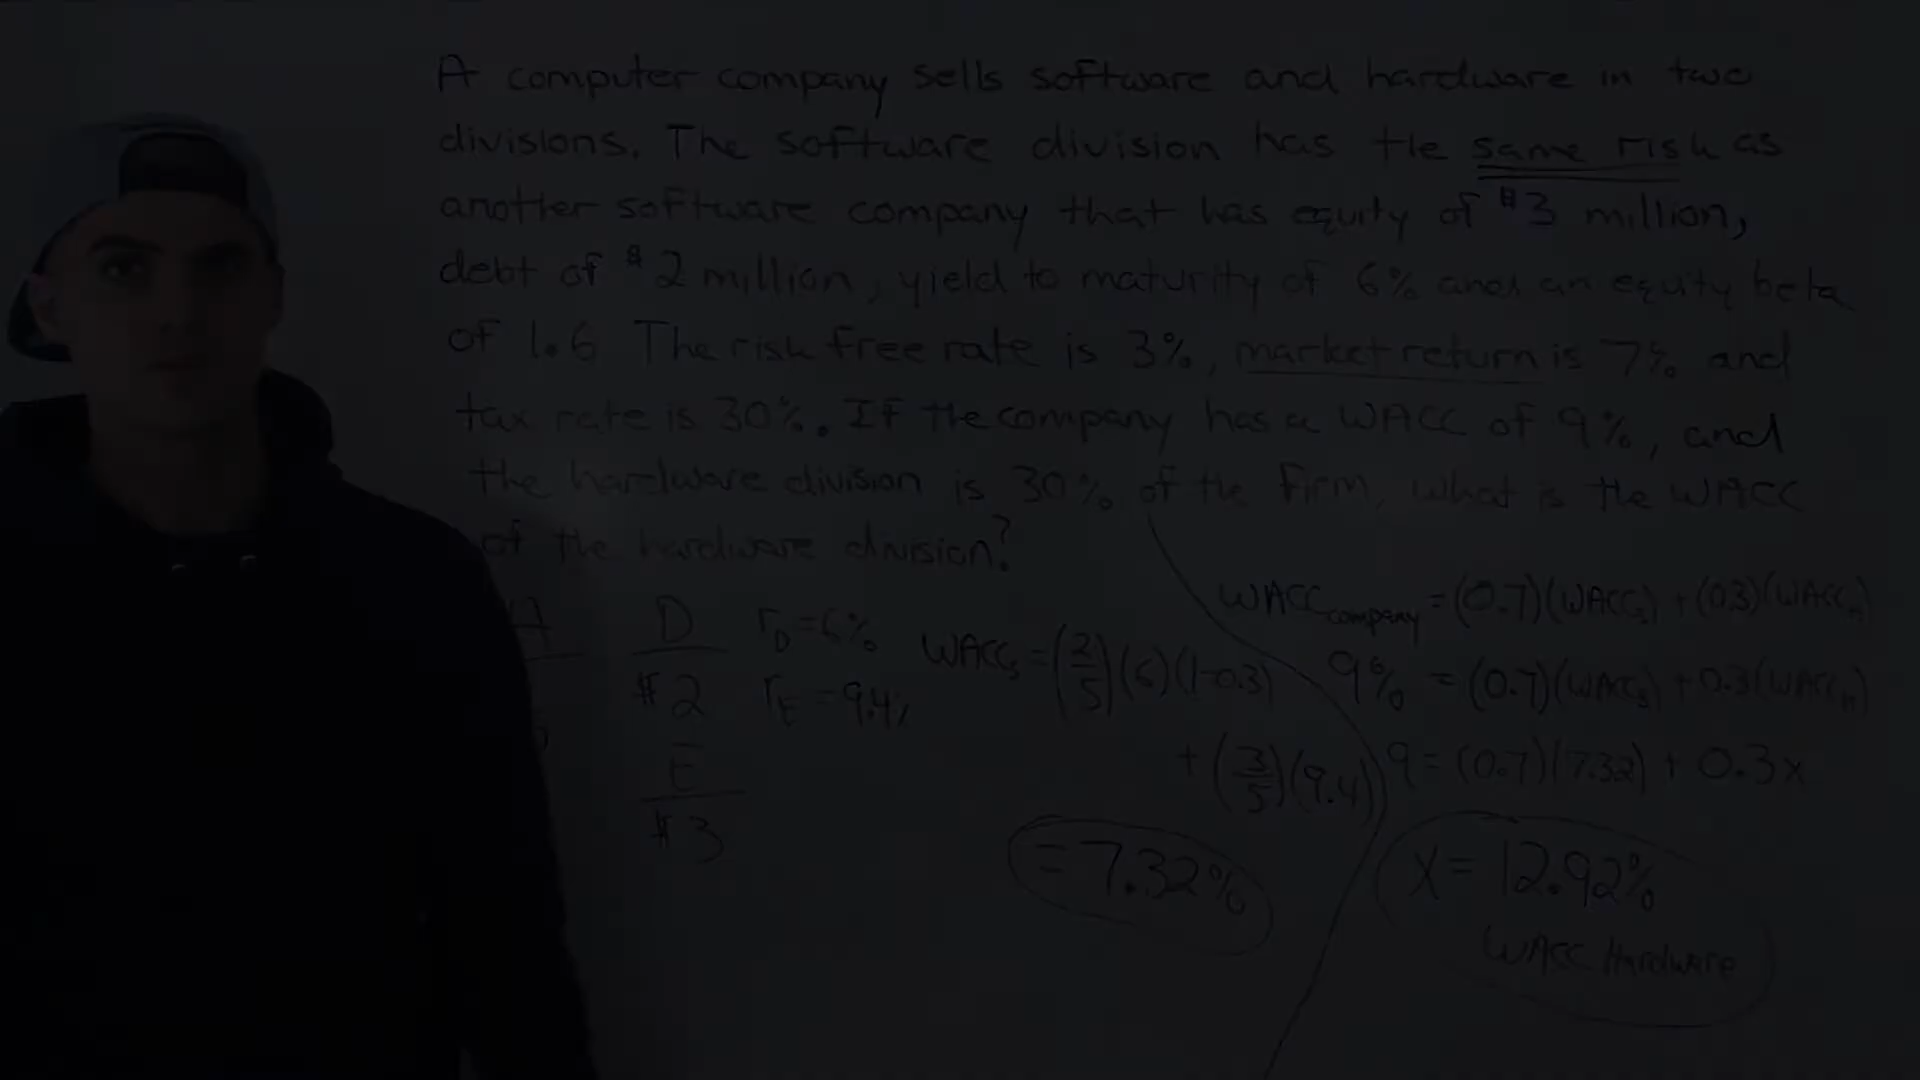 A computer company sells software and hardware in two
divisions. The software division has the same risk as
another software company that has equity of $3 million,
debt of $2 million, yield to maturity of 6% and an equity beta
of 1.6 The risk free rate is 3%, market return is 7% and
tax rate is 30%. If the company has a WACC of 9%, and
the hardware division is 30% of the firm, what is the WACC
of the hardware division?
A
D
$2
E
$3
rD = 6%
rE = 9.4%
WACCs = (2/5)(6)(1-0.3)
+ (3/5)(9.4)
= 7.32%
WACCcompany = (0.7)(WACCs) + (0.3)(WACCH)
9% = (0.7)(WACCs) + 0.3(WACCH)
9 = (0.7)(7.32) + 0.3x
x = 12.92%
WACC Hardware